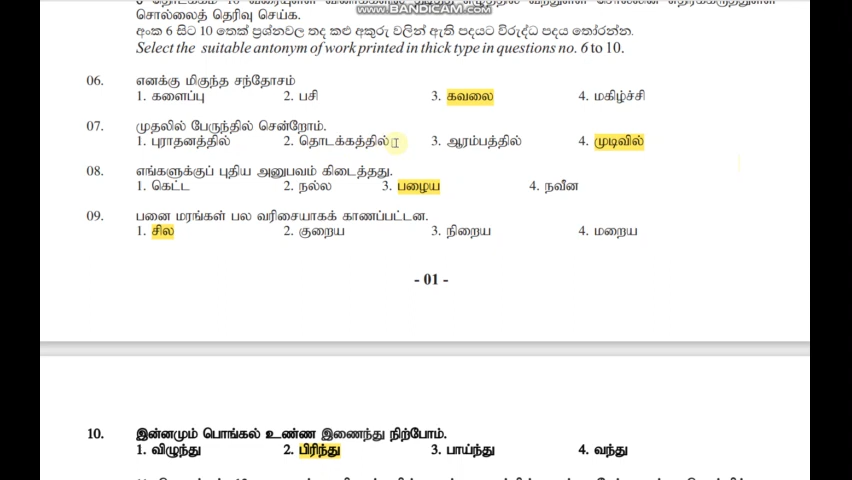 www.BANDICAM.com
சொல்லைத் தெரிவு செய்க.
අංක 6 සිට 10 තෙක් ප්‍රශ්නවල තද කළු අකුරු වලින් ඇති පදයට විරුද්ධ පදය තෝරන්න.
Select the suitable antonym of work printed in thick type in questions no. 6 to 10.
06. எனக்கு மிகுந்த சந்தோசம்
1. களைப்பு 2. பசி 3. கவலை 4. மகிழ்ச்சி
07. முதலில் பேருந்தில் சென்றோம்.
1. புராதனத்தில் 2. தொடக்கத்தில் 3. ஆரம்பத்தில் 4. முடிவில்
08. எங்களுக்குப் புதிய அனுபவம் கிடைத்தது.
1. கெட்ட 2. நல்ல 3. பழைய 4. நவீன
09. பனை மரங்கள் பல வரிசையாகக் காணப்பட்டன.
1. சில 2. குறைய 3. நிறைய 4. மறைய
- 01 -
10. இன்னமும் பொங்கல் உண்ண இணைந்து நிற்போம்.
1. விழுந்து 2. பிரிந்து 3. பாய்ந்து 4. வந்து